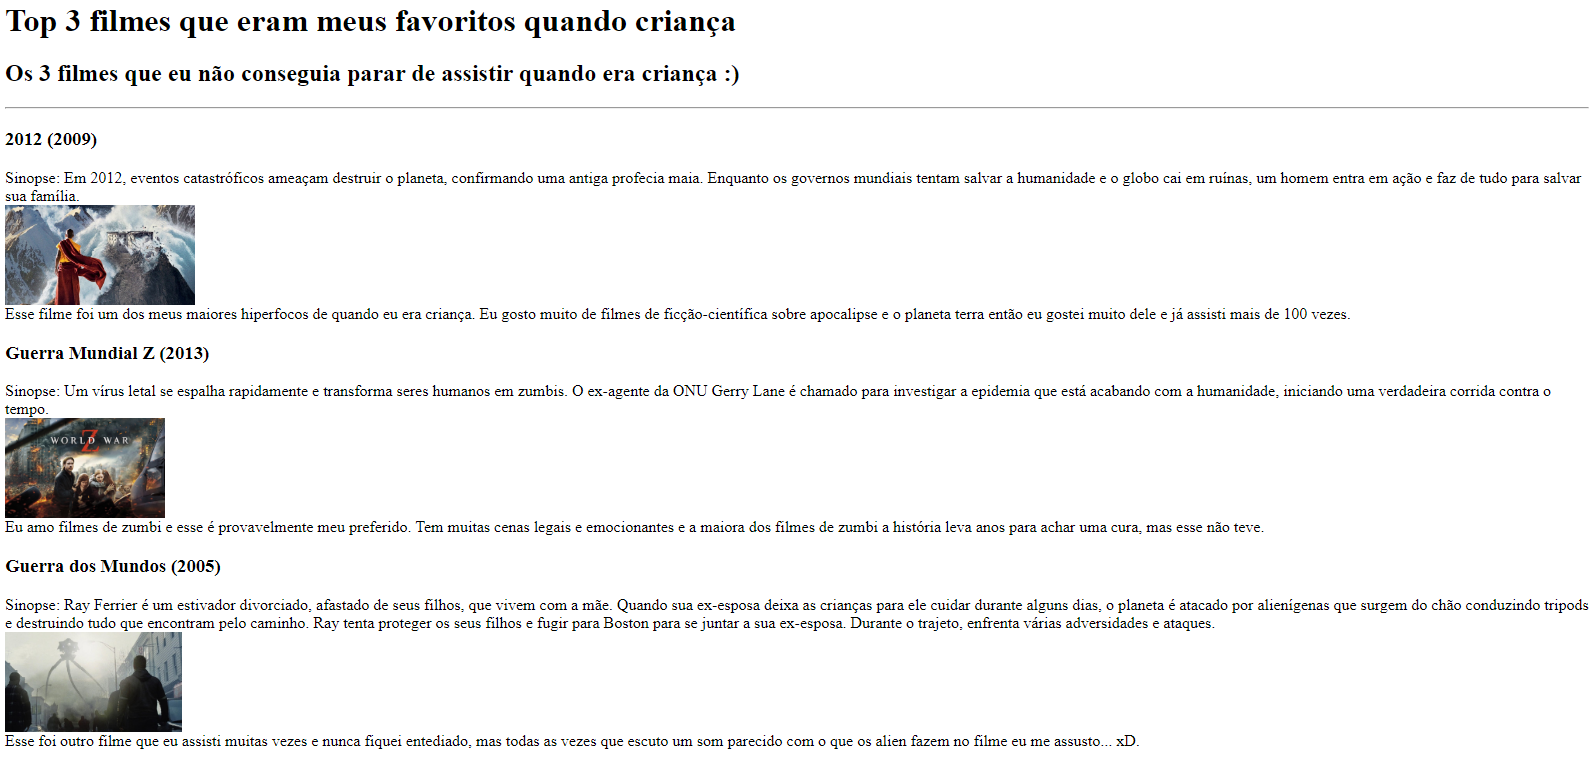 Top 3 filmes que eram meus favoritos quando criança
Os 3 filmes que eu não conseguia parar de assistir quando era criança :)
2012 (2009)
Sinopse: Em 2012, eventos catastróficos ameaçam destruir o planeta, confirmando uma antiga profecia maia. Enquanto os governos mundiais tentam salvar a humanidade e o globo cai em ruínas, um homem entra em ação e faz de tudo para salvar
sua família.
Esse filme foi um dos meus maiores hiperfocos de quando eu era criança. Eu gosto muito de filmes de ficção-científica sobre apocalipse e o planeta terra então eu gostei muito dele e já assisti mais de 100 vezes.
Guerra Mundial Z (2013)
Sinopse: Um vírus letal se espalha rapidamente e transforma seres humanos em zumbis. O ex-agente da ONU Gerry Lane é chamado para investigar a epidemia que está acabando com a humanidade, iniciando uma verdadeira corrida contra o
tempo.
WORLD WAR
Z
Eu amo filmes de zumbi e esse é provavelmente meu preferido. Tem muitas cenas legais e emocionantes e a maiora dos filmes de zumbi a história leva anos para achar uma cura, mas esse não teve.
Guerra dos Mundos (2005)
Sinopse: Ray Ferrier é um estivador divorciado, afastado de seus filhos, que vivem com a mãe. Quando sua ex-esposa deixa as crianças para ele cuidar durante alguns dias, o planeta é atacado por alienígenas que surgem do chão conduzindo tripods
e destruindo tudo que encontram pelo caminho. Ray tenta proteger os seus filhos e fugir para Boston para se juntar a sua ex-esposa. Durante o trajeto, enfrenta várias adversidades e ataques.
Esse foi outro filme que eu assisti muitas vezes e nunca fiquei entediado, mas todas as vezes que escuto um som parecido com o que os alien fazem no filme eu me assusto... xD.